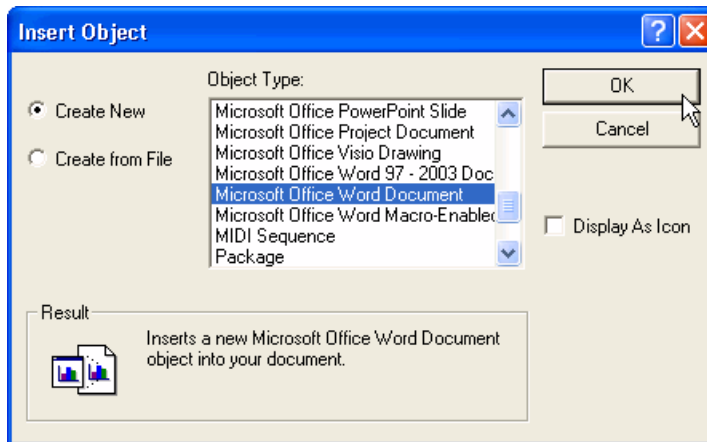 Insert Object
Object Type:
Create New
Create from File
Microsoft Office PowerPoint Slide
Microsoft Office Project Document
Microsoft Office Visio Drawing
Microsoft Office Word 97 - 2003 Doc
Microsoft Office Word Document
Microsoft Office Word Macro-Enabled
MIDI Sequence
Package
OK
Cancel
Display As Icon
Result
Inserts a new Microsoft Office Word Document
object into your document.